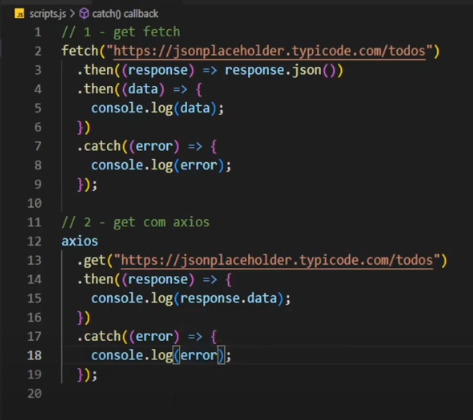 scripts.js > catch() callback
1 // 1 - get fetch
2 fetch("https://jsonplaceholder.typicode.com/todos")
3 .then((response) => response.json())
4 .then((data) => {
5 console.log(data);
6 })
7 .catch((error) => {
8 console.log(error);
9 });
10
11 // 2 - get com axios
12 axios
13 .get("https://jsonplaceholder.typicode.com/todos")
14 .then((response) => {
15 console.log(response.data);
16 })
17 .catch((error) => {
18 console.log(error);
19 });
20